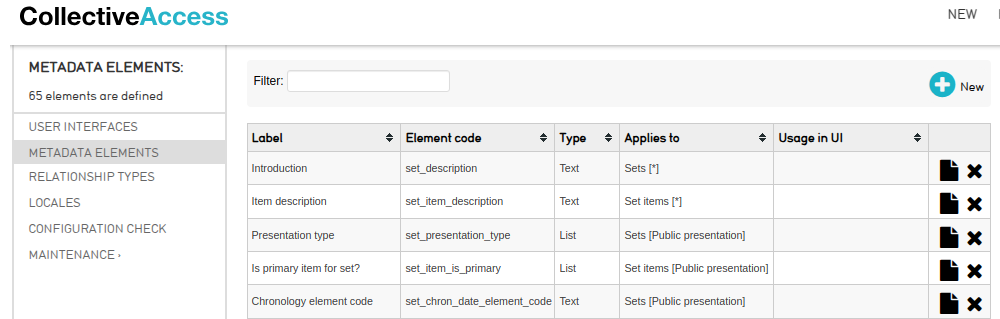 CollectiveAccess
NEW
METADATA ELEMENTS:
65 elements are defined
USER INTERFACES
METADATA ELEMENTS
RELATIONSHIP TYPES
LOCALES
CONFIGURATION CHECK
MAINTENANCE ›
Filter:
New
Label Element code Type Applies to Usage in UI
Introduction set_description Text Sets [*]
Item description set_item_description Text Set items [*]
Presentation type set_presentation_type List Sets [Public presentation]
Is primary item for set? set_item_is_primary List Set items [Public presentation]
Chronology element code set_chron_date_element_code Text Sets [Public presentation]